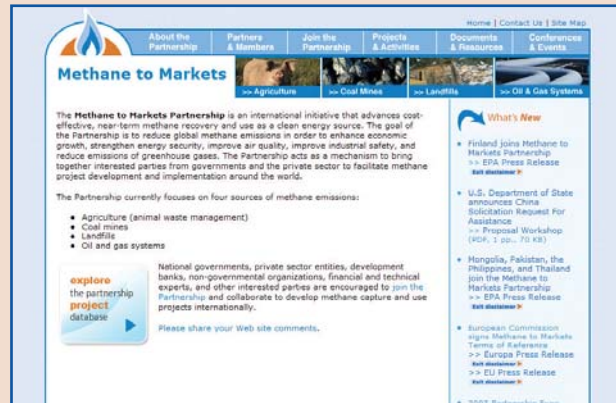 Home | Contact Us | Site Map
About the Partnership
Partners & Members
Join the Partnership
Projects & Activities
Documents & Resources
Conferences & Events
Methane to Markets
>> Agriculture
>> Coal Mines
>> Landfills
>> Oil & Gas Systems
The Methane to Markets Partnership is an international initiative that advances cost-
effective, near-term methane recovery and use as a clean energy source. The goal of
the Partnership is to reduce global methane emissions in order to enhance economic
growth, strengthen energy security, improve air quality, improve industrial safety, and
reduce emissions of greenhouse gases. The Partnership acts as a mechanism to bring
together interested parties from governments and the private sector to facilitate methane
project development and implementation around the world.
The Partnership currently focuses on four sources of methane emissions:
Agriculture (animal waste management)
Coal mines
Landfills
Oil and gas systems
explore
the partnership
project
database
National governments, private sector entities, development
banks, non-governmental organizations, financial and technical
experts, and other interested parties are encouraged to join the
Partnership and collaborate to develop methane capture and use
projects internationally.
Please share your Web site comments.
What's New
Finland joins Methane to
Markets Partnership
>> EPA Press Release
Exit disclaimer
U.S. Department of State
announces China
Solicitation Request For
Assistance
>> Proposal Workshop
(PDF, 1 pp., 70 KB)
Mongolia, Pakistan, the
Philippines, and Thailand
join the Methane to
Markets Partnership
>> EPA Press Release
Exit disclaimer
European Commission
signs Methane to Markets
Terms of Reference
>> Europa Press Release
Exit disclaimer
>> EU Press Release
Exit disclaimer